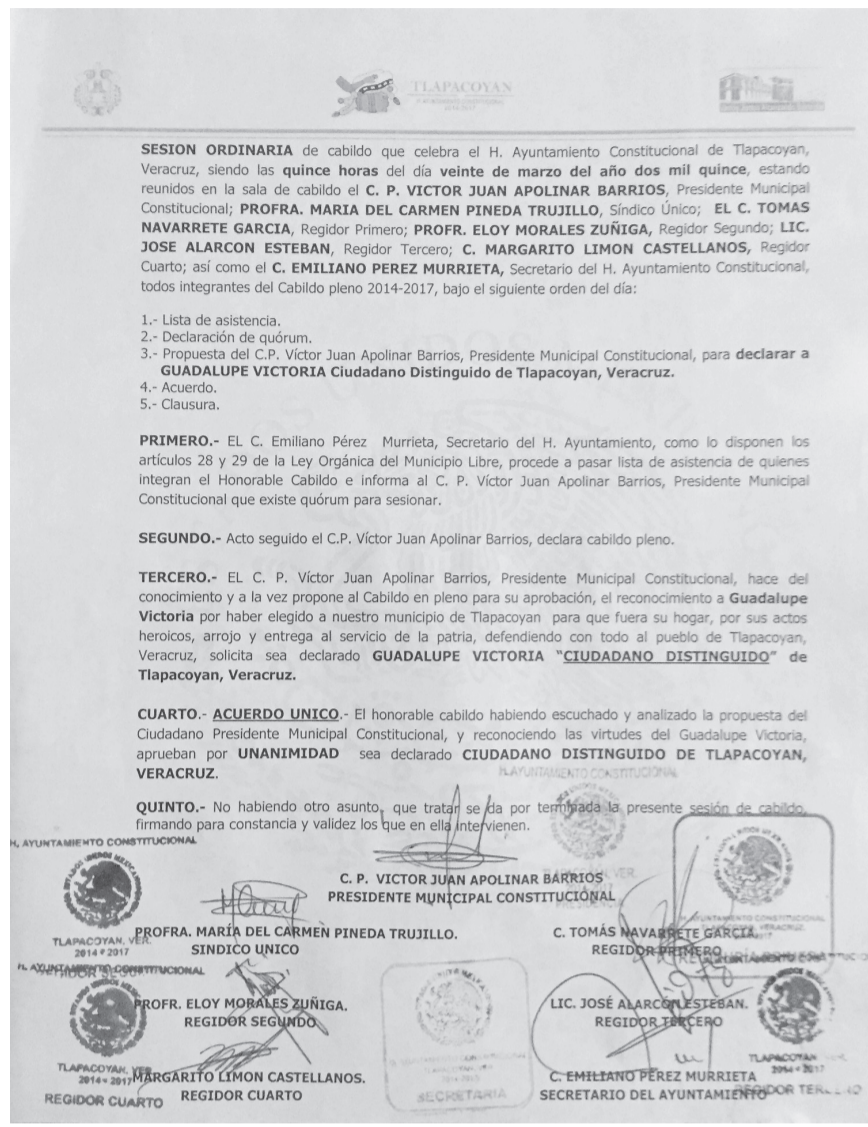 TLAPACOYAN
SESION ORDINARIA de cabildo que celebra el H. Ayuntamiento Constitucional de Tlapacoyan,
Veracruz, siendo las quince horas del día veinte de marzo del año dos mil quince, estando
reunidos en la sala de cabildo el C. P. VICTOR JUAN APOLINAR BARRIOS, Presidente Municipal
Constitucional; PROFRA. MARIA DEL CARMEN PINEDA TRUJILLO, Síndico Único; EL C. TOMAS
NAVARRETE GARCIA, Regidor Primero; PROFR. ELOY MORALES ZUÑIGA, Regidor Segundo; LIC.
JOSE ALARCON ESTEBAN, Regidor Tercero; C. MARGARITO LIMON CASTELLANOS, Regidor
Cuarto; así como el C. EMILIANO PEREZ MURRIETA, Secretario del H. Ayuntamiento Constitucional,
todos integrantes del Cabildo pleno 2014-2017, bajo el siguiente orden del día:
1.- Lista de asistencia.
2.- Declaración de quórum.
3.- Propuesta del C.P. Víctor Juan Apolinar Barrios, Presidente Municipal Constitucional, para declarar a
GUADALUPE VICTORIA Ciudadano Distinguido de Tlapacoyan, Veracruz.
4.- Acuerdo.
5.- Clausura.
PRIMERO.- EL C. Emiliano Pérez Murrieta, Secretario del H. Ayuntamiento, como lo disponen los
artículos 28 y 29 de la Ley Orgánica del Municipio Libre, procede a pasar lista de asistencia de quienes
integran el Honorable Cabildo e informa al C. P. Víctor Juan Apolinar Barrios, Presidente Municipal
Constitucional que existe quórum para sesionar.
SEGUNDO.- Acto seguido el C.P. Víctor Juan Apolinar Barrios, declara cabildo pleno.
TERCERO.- EL C. P. Víctor Juan Apolinar Barrios, Presidente Municipal Constitucional, hace del
conocimiento y a la vez propone al Cabildo en pleno para su aprobación, el reconocimiento a Guadalupe
Victoria por haber elegido a nuestro municipio de Tlapacoyan para que fuera su hogar, por sus actos
heroicos, arrojo y entrega al servicio de la patria, defendiendo con todo al pueblo de Tlapacoyan,
Veracruz, solicita sea declarado GUADALUPE VICTORIA "CIUDADANO DISTINGUIDO" de
Tlapacoyan, Veracruz.
CUARTO.- ACUERDO UNICO.- El honorable cabildo habiendo escuchado y analizado la propuesta del
Ciudadano Presidente Municipal Constitucional, y reconociendo las virtudes del Guadalupe Victoria,
aprueban por UNANIMIDAD sea declarado CIUDADANO DISTINGUIDO DE TLAPACOYAN,
VERACRUZ.
H. AYUNTAMIENTO CONSTITUCIONAL
QUINTO.- No habiendo otro asunto, que tratar se da por terminada la presente sesión de cabildo,
firmando para constancia y validez los que en ella intervienen.
H. AYUNTAMIENTO CONSTITUCIONAL
C. P. VICTOR JUAN APOLINAR BARRIOS
PRESIDENTE MUNICIPAL CONSTITUCIONAL
PROFRA. MARÍA DEL CARMEN PINEDA TRUJILLO.
SINDICO UNICO
C. TOMÁS NAVARRETE GARCIA.
REGIDOR PRIMERO
TLAPACOYAN, VER.
2014 • 2017
H. AYUNTAMIENTO CONSTITUCIONAL
PROFR. ELOY MORALES ZUÑIGA.
REGIDOR SEGUNDO
LIC. JOSÉ ALARCÓN ESTEBAN.
REGIDOR TERCERO
TLAPACOYAN, VER.
2014 • 2017
MARGARITO LIMON CASTELLANOS.
REGIDOR CUARTO
REGIDOR CUARTO
SECRETARIA
C. EMILIANO PÉREZ MURRIETA
SECRETARIO DEL AYUNTAMIENTO
TLAPACOYAN